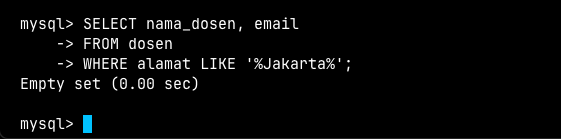 mysql> SELECT nama_dosen, email
    -> FROM dosen
    -> WHERE alamat LIKE '%Jakarta%';
Empty set (0.00 sec)
mysql>